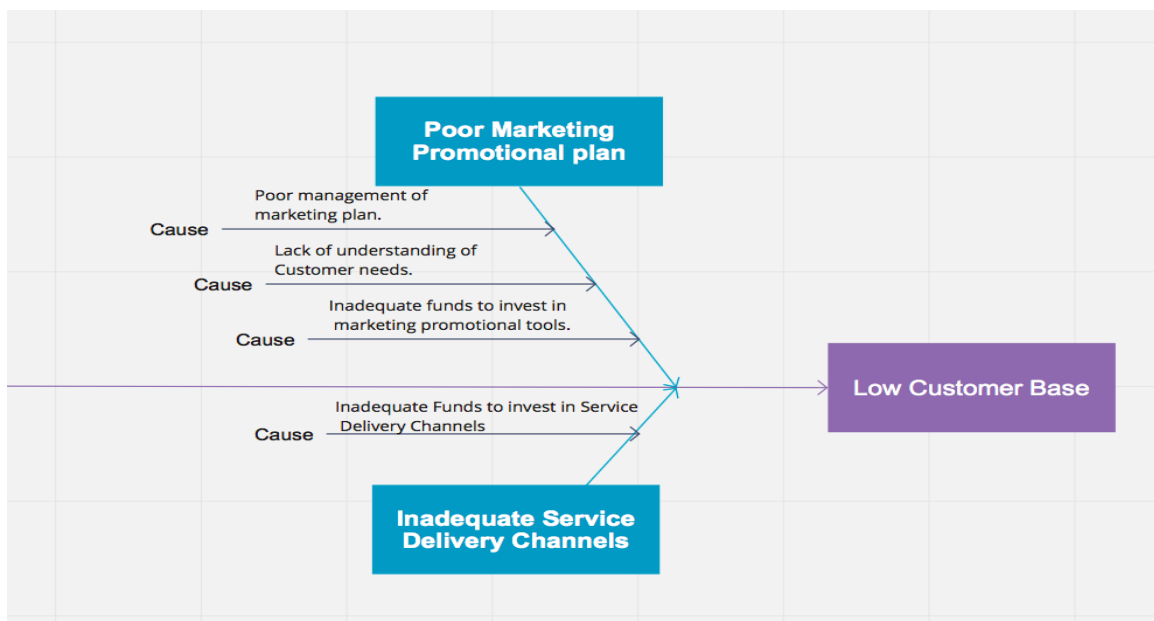 Poor Marketing
Promotional plan
Poor management of
marketing plan.
Cause
Lack of understanding of
Customer needs.
Cause
Inadequate funds to invest in
marketing promotional tools.
Cause
Low Customer Base
Inadequate Funds to invest in Service
Delivery Channels
Cause
Inadequate Service
Delivery Channels